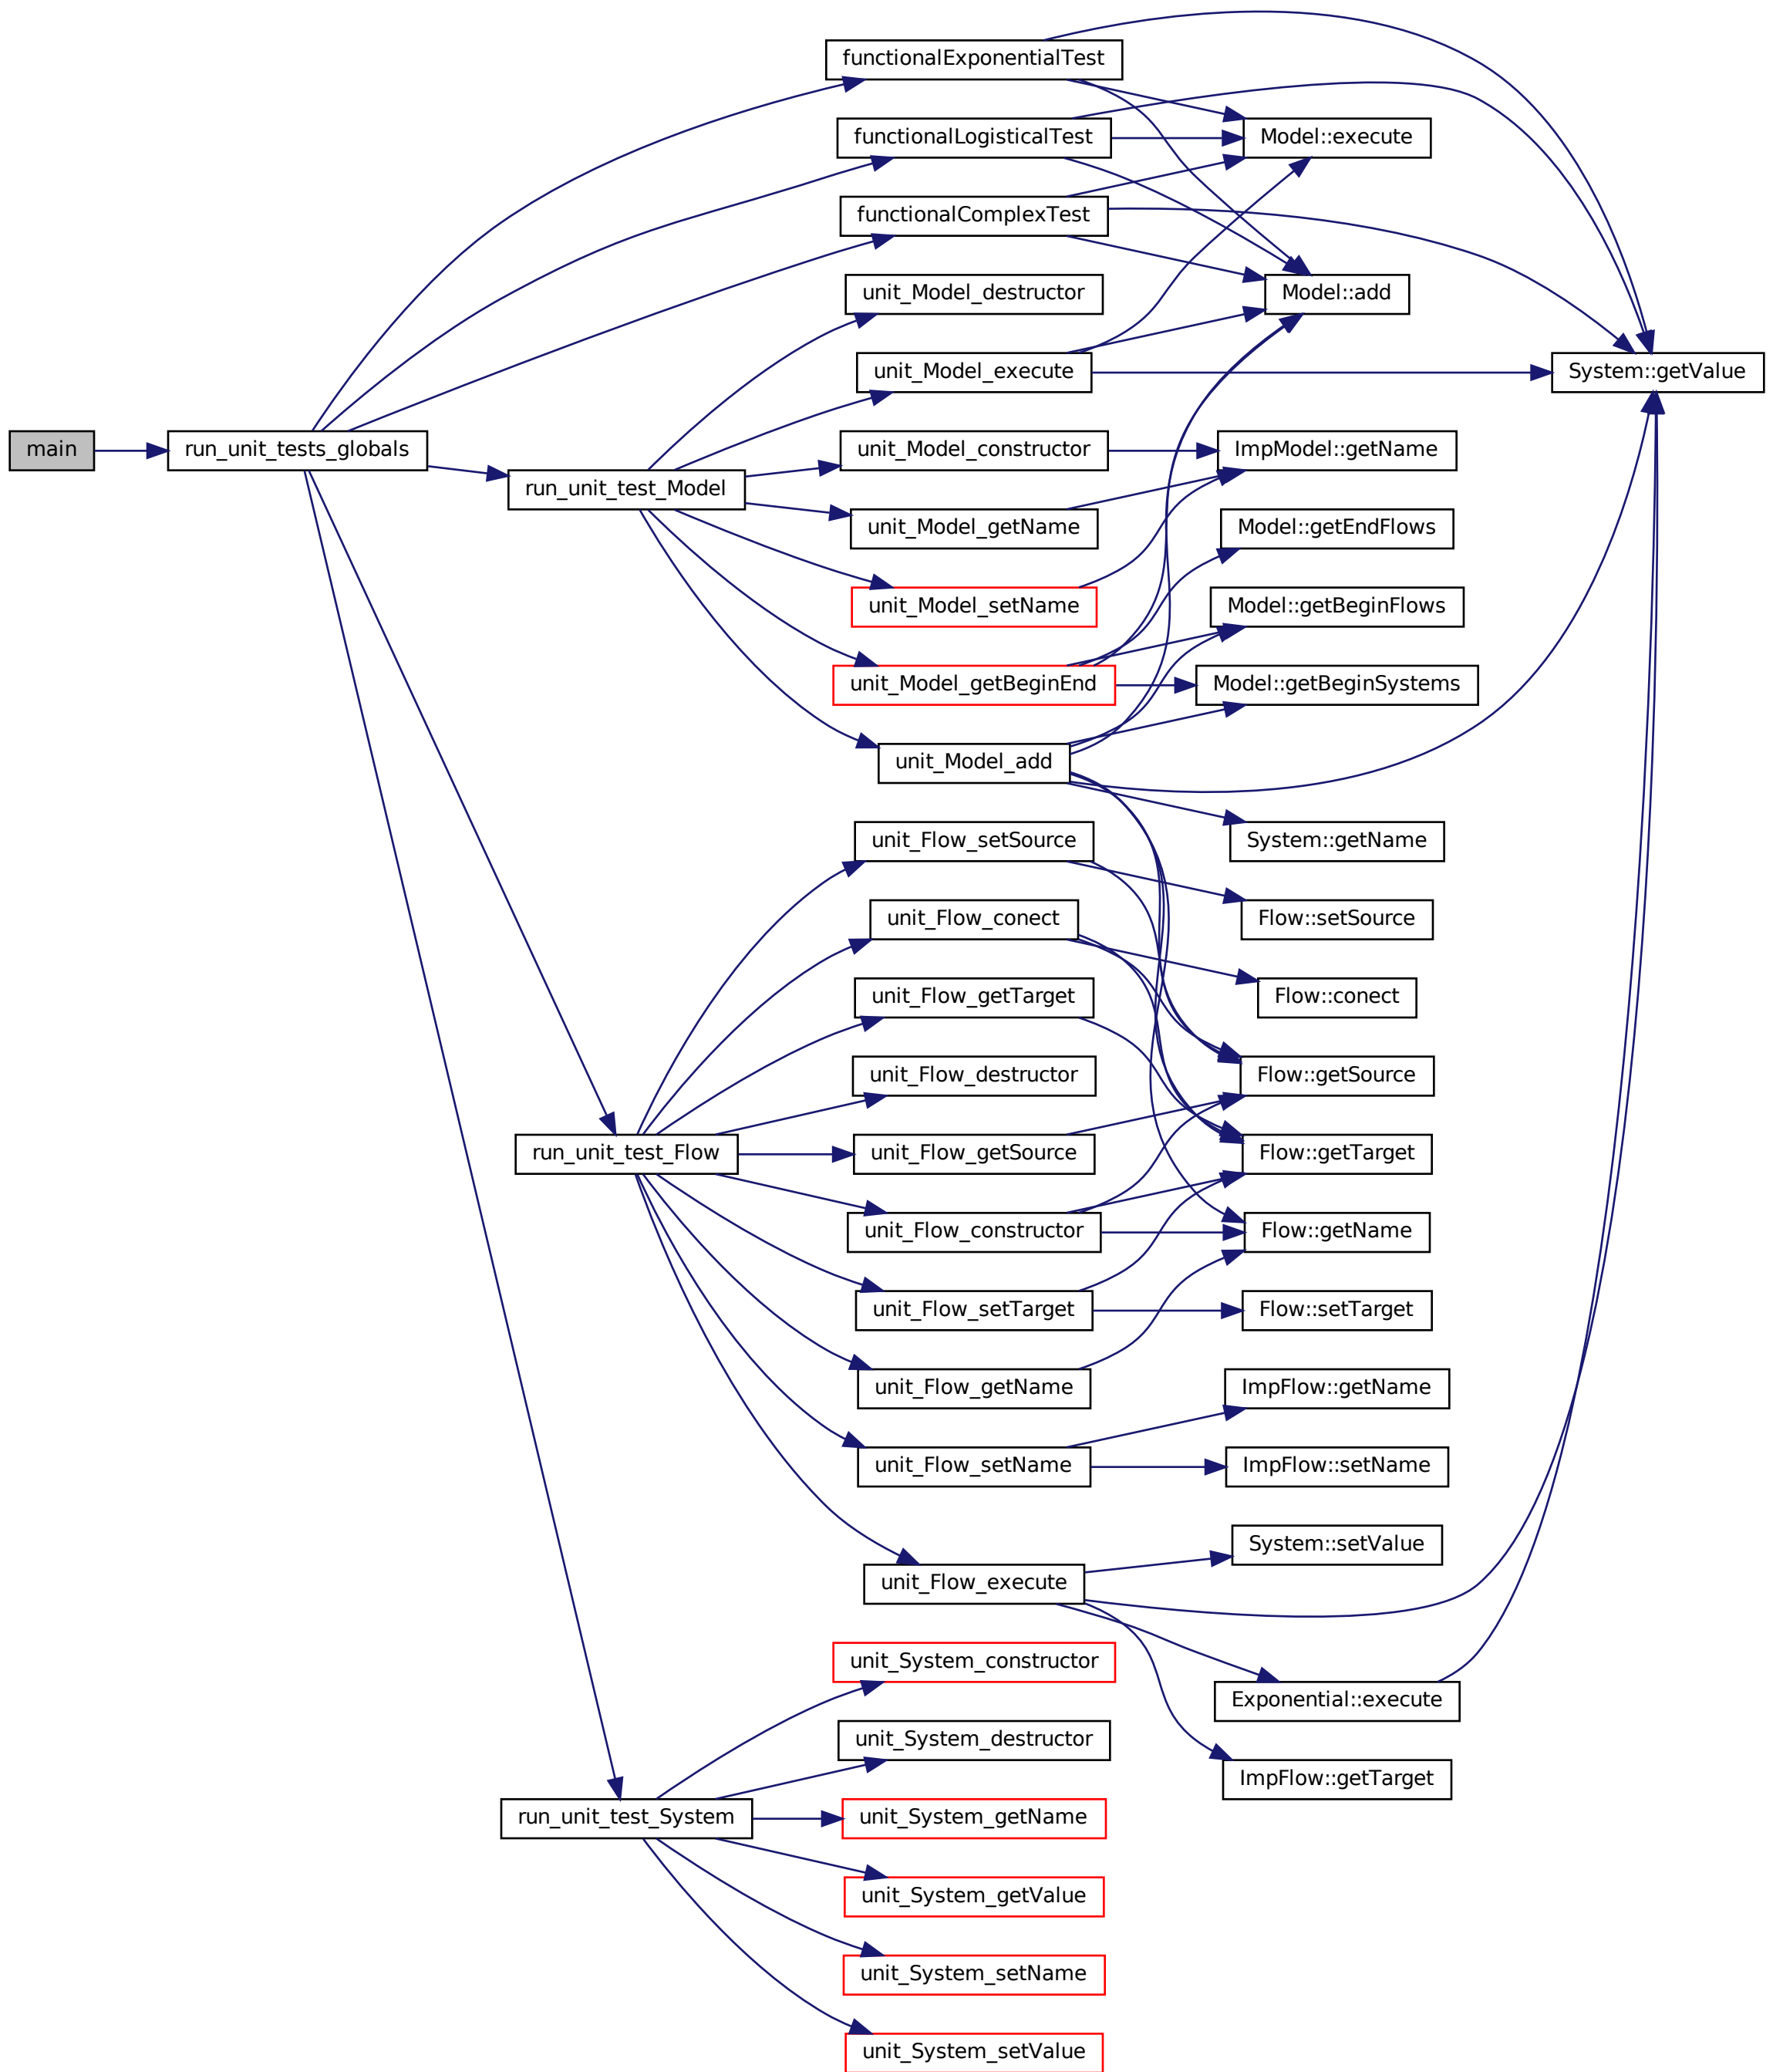 functionalExponentialTest
functionalLogisticalTest
Model::execute
functionalComplexTest
unit_Model_destructor
Model::add
unit_Model_execute
System::getValue
main
run_unit_tests_globals
unit_Model_constructor
ImpModel::getName
run_unit_test_Model
unit_Model_getName
Model::getEndFlows
unit_Model_setName
Model::getBeginFlows
unit_Model_getBeginEnd
Model::getBeginSystems
unit_Model_add
unit_Flow_setSource
System::getName
unit_Flow_conect
Flow::setSource
unit_Flow_getTarget
Flow::conect
unit_Flow_destructor
Flow::getSource
run_unit_test_Flow
unit_Flow_getSource
Flow::getTarget
unit_Flow_constructor
Flow::getName
unit_Flow_setTarget
Flow::setTarget
unit_Flow_getName
ImpFlow::getName
unit_Flow_setName
ImpFlow::setName
System::setValue
unit_Flow_execute
unit_System_constructor
Exponential::execute
unit_System_destructor
ImpFlow::getTarget
run_unit_test_System
unit_System_getName
unit_System_getValue
unit_System_setName
unit_System_setValue